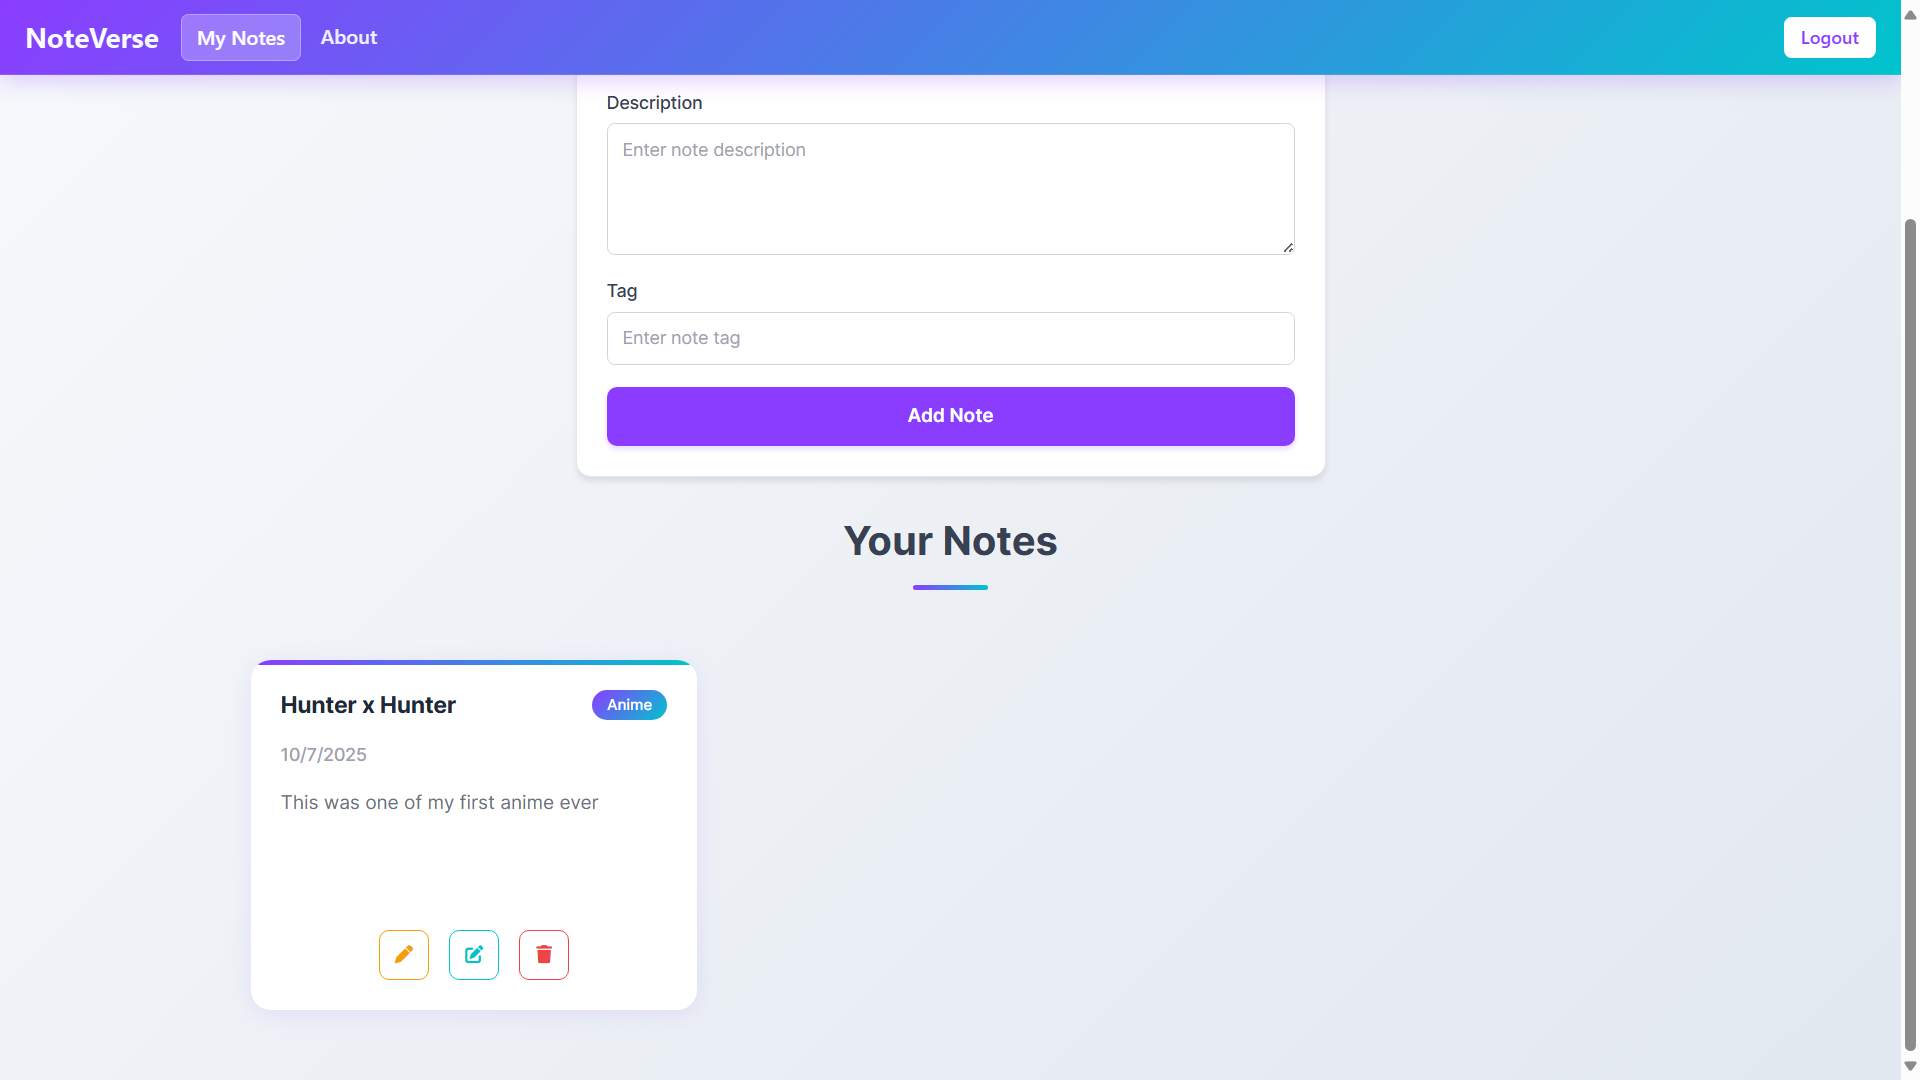 NoteVerse My Notes About Logout
Description
Enter note description
Tag
Enter note tag
Add Note
Your Notes
Hunter x Hunter Anime
10/7/2025
This was one of my first anime ever